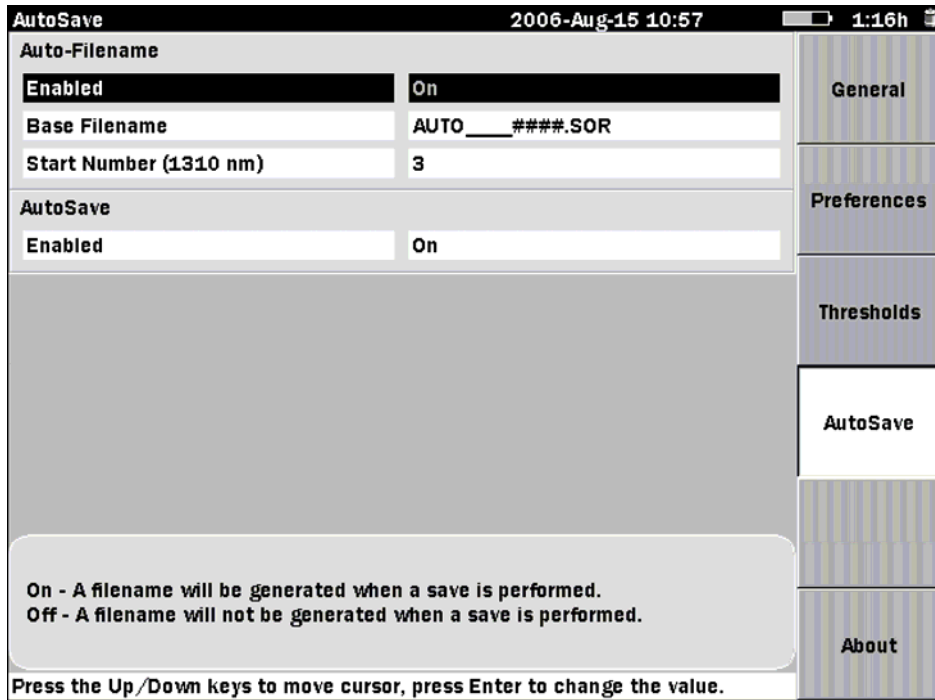 AutoSave 2006-Aug-15 10:57 1:16h
Auto-Filename
Enabled On
Base Filename AUTO____####.SOR
Start Number (1310 nm) 3
AutoSave
Enabled On
On - A filename will be generated when a save is performed.
Off - A filename will not be generated when a save is performed.
Press the Up/Down keys to move cursor, press Enter to change the value.
General
Preferences
Thresholds
AutoSave
About